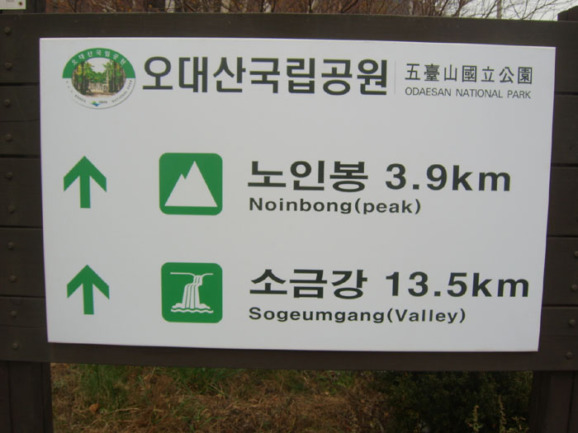 오대산국립공원 五臺山國立公園
ODAESAN NATIONAL PARK
노인봉 3.9km
Noinbong(peak)
소금강 13.5km
Sogeumgang(Valley)